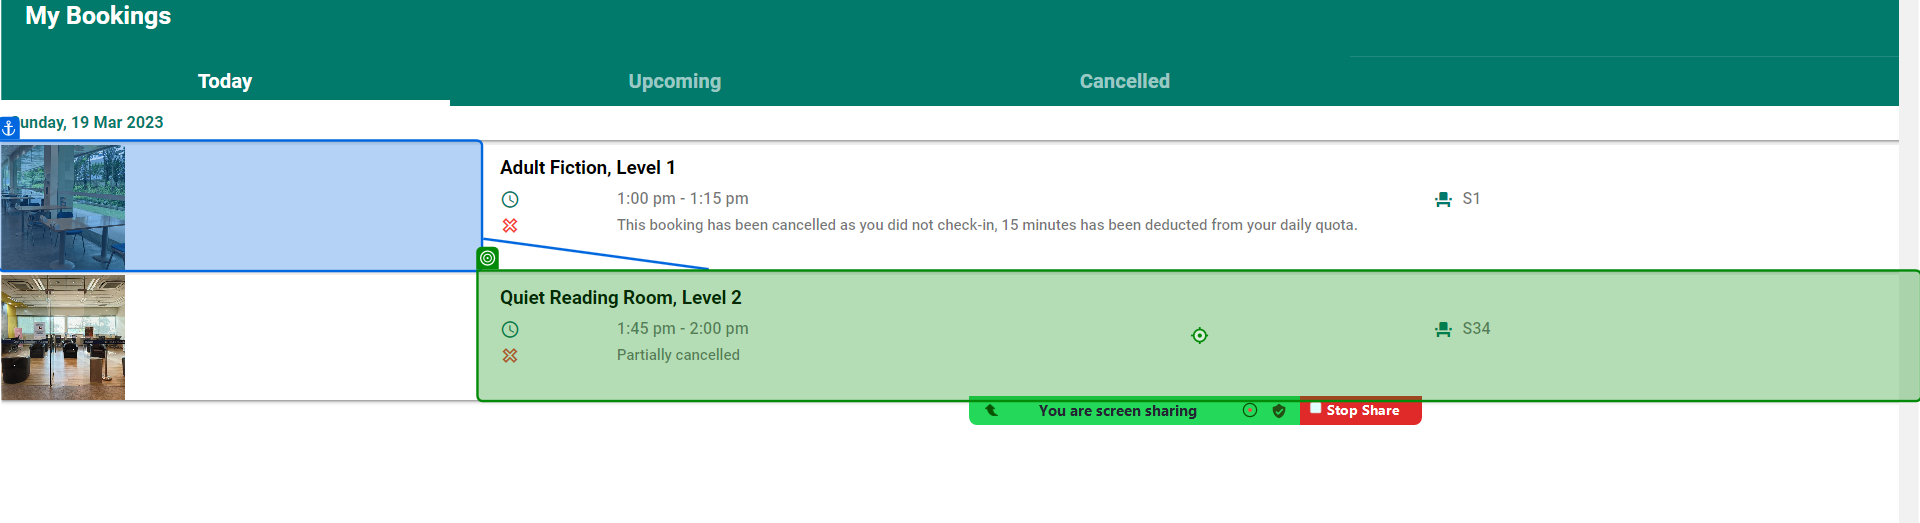 My Bookings
Today
Upcoming
Cancelled
unday, 19 Mar 2023
Adult Fiction, Level 1
1:00 pm - 1:15 pm
S1
This booking has been cancelled as you did not check-in, 15 minutes has been deducted from your daily quota.
Quiet Reading Room, Level 2
1:45 pm - 2:00 pm
S34
Partially cancelled
You are screen sharing
Stop Share